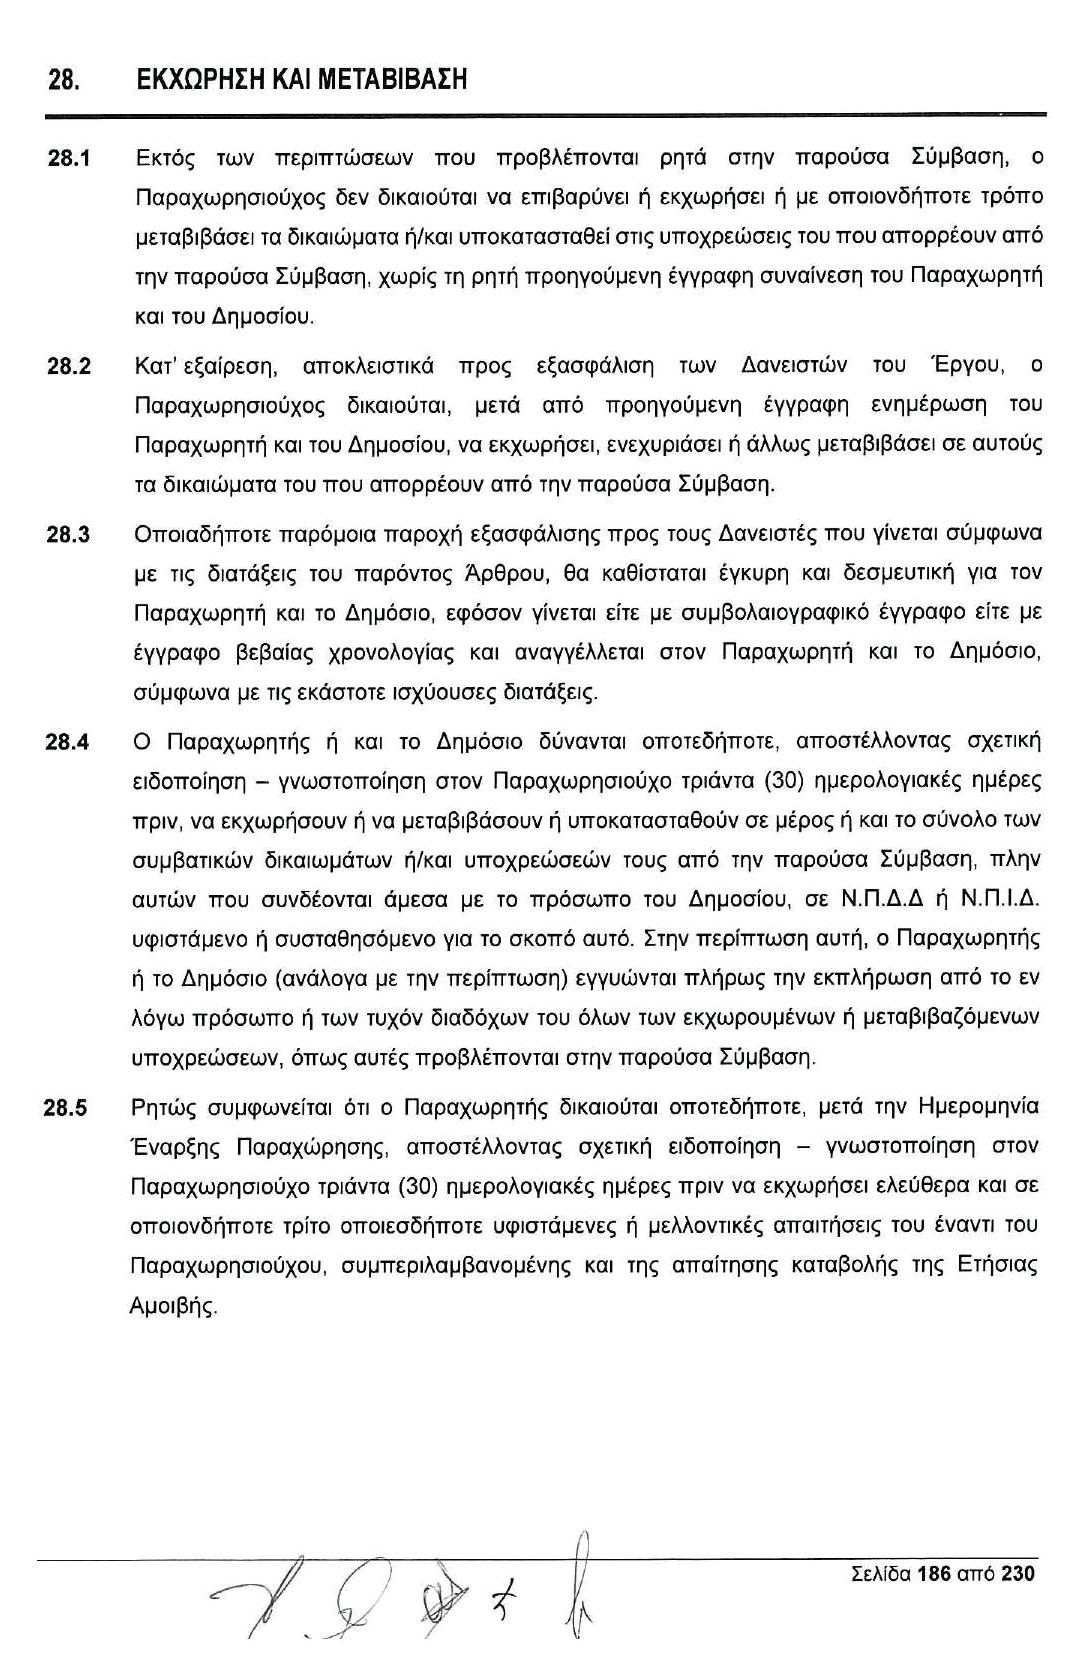 28. ΕΚΧΩΡΗΣΗ ΚΑΙ ΜΕΤΑΒΙΒΑΣΗ
28.1 Εκτός των περιπτώσεων που προβλέπονται ρητά στην παρούσα Σύμβαση, ο
Παραχωρησιούχος δεν δικαιούται να επιβαρύνει ή εκχωρήσει ή με οποιονδήποτε τρόπο
μεταβιβάσει τα δικαιώματα ή/και υποκατασταθεί στις υποχρεώσεις του που απορρέουν από
την παρούσα Σύμβαση, χωρίς τη ρητή προηγούμενη έγγραφη συναίνεση του Παραχωρητή
και του Δημοσίου.
28.2 Κατ’ εξαίρεση, αποκλειστικά προς εξασφάλιση των Δανειστών του Έργου, ο
Παραχωρησιούχος δικαιούται, μετά από προηγούμενη έγγραφη ενημέρωση του
Παραχωρητή και του Δημοσίου, να εκχωρήσει, ενεχυριάσει ή άλλως μεταβιβάσει σε αυτούς
τα δικαιώματα του που απορρέουν από την παρούσα Σύμβαση.
28.3 Οποιαδήποτε παρόμοια παροχή εξασφάλισης προς τους Δανειστές που γίνεται σύμφωνα
με τις διατάξεις του παρόντος Άρθρου, θα καθίσταται έγκυρη και δεσμευτική για τον
Παραχωρητή και το Δημόσιο, εφόσον γίνεται είτε με συμβολαιογραφικό έγγραφο είτε με
έγγραφο βεβαίας χρονολογίας και αναγγέλλεται στον Παραχωρητή και το Δημόσιο,
σύμφωνα με τις εκάστοτε ισχύουσες διατάξεις.
28.4 Ο Παραχωρητής ή και το Δημόσιο δύνανται οποτεδήποτε, αποστέλλοντας σχετική
ειδοποίηση – γνωστοποίηση στον Παραχωρησιούχο τριάντα (30) ημερολογιακές ημέρες
πριν, να εκχωρήσουν ή να μεταβιβάσουν ή υποκατασταθούν σε μέρος ή και το σύνολο των
συμβατικών δικαιωμάτων ή/και υποχρεώσεών τους από την παρούσα Σύμβαση, πλην
αυτών που συνδέονται άμεσα με το πρόσωπο του Δημοσίου, σε Ν.Π.Δ.Δ ή Ν.Π.Ι.Δ.
υφιστάμενο ή συσταθησόμενο για το σκοπό αυτό. Στην περίπτωση αυτή, ο Παραχωρητής
ή το Δημόσιο (ανάλογα με την περίπτωση) εγγυώνται πλήρως την εκπλήρωση από το εν
λόγω πρόσωπο ή των τυχόν διαδόχων του όλων των εκχωρουμένων ή μεταβιβαζόμενων
υποχρεώσεων, όπως αυτές προβλέπονται στην παρούσα Σύμβαση.
28.5 Ρητώς συμφωνείται ότι ο Παραχωρητής δικαιούται οποτεδήποτε, μετά την Ημερομηνία
Έναρξης Παραχώρησης, αποστέλλοντας σχετική ειδοποίηση – γνωστοποίηση στον
Παραχωρησιούχο τριάντα (30) ημερολογιακές ημέρες πριν να εκχωρήσει ελεύθερα και σε
οποιονδήποτε τρίτο οποιεσδήποτε υφιστάμενες ή μελλοντικές απαιτήσεις του έναντι του
Παραχωρησιούχου, συμπεριλαμβανομένης και της απαίτησης καταβολής της Ετήσιας
Αμοιβής.
Σελίδα 186 από 230